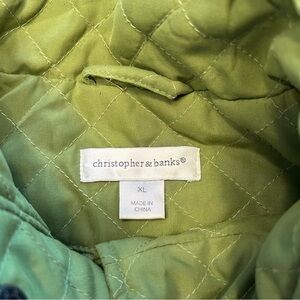 christopher & banks®
XL
MADE IN
CHINA